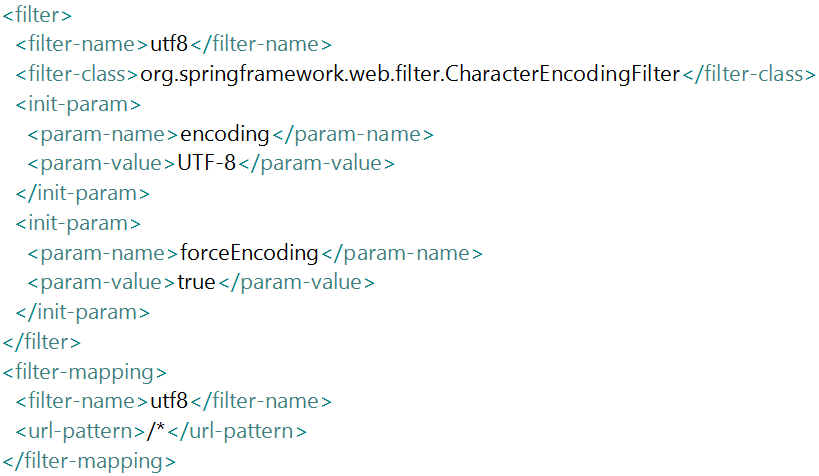 <filter>
  <filter-name>utf8</filter-name>
  <filter-class>org.springframework.web.filter.CharacterEncodingFilter</filter-class>
  <init-param>
    <param-name>encoding</param-name>
    <param-value>UTF-8</param-value>
  </init-param>
  <init-param>
    <param-name>forceEncoding</param-name>
    <param-value>true</param-value>
  </init-param>
</filter>
<filter-mapping>
  <filter-name>utf8</filter-name>
  <url-pattern>/*</url-pattern>
</filter-mapping>